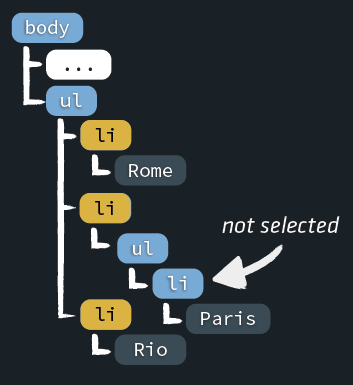 body
...
ul
li
Rome
li
not selected
ul
li
Paris
li
Rio